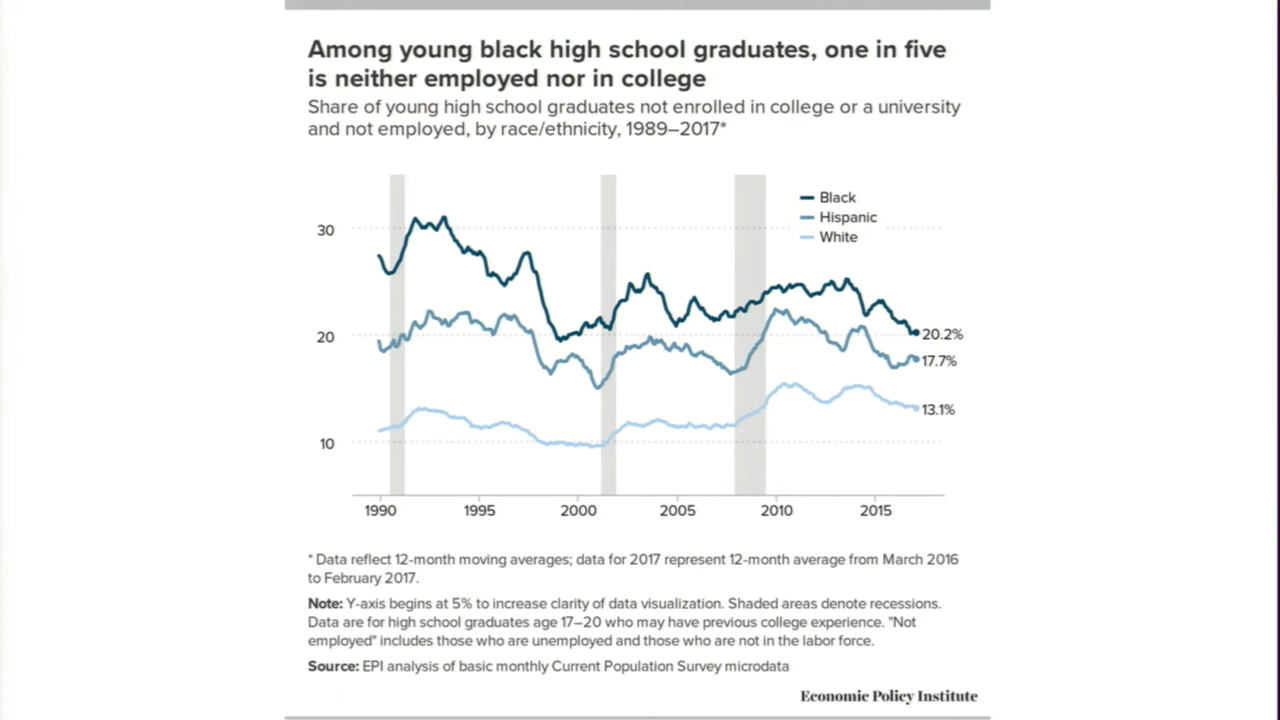 Among young black high school graduates, one in five
is neither employed nor in college
Share of young high school graduates not enrolled in college or a university
and not employed, by race/ethnicity, 1989–2017*
Black
Hispanic
White
30
20
10
20.2%
17.7%
13.1%
1990 1995 2000 2005 2010 2015
* Data reflect 12-month moving averages; data for 2017 represent 12-month average from March 2016
to February 2017.
Note: Y-axis begins at 5% to increase clarity of data visualization. Shaded areas denote recessions.
Data are for high school graduates age 17–20 who may have previous college experience. "Not
employed" includes those who are unemployed and those who are not in the labor force.
Source: EPI analysis of basic monthly Current Population Survey microdata
Economic Policy Institute